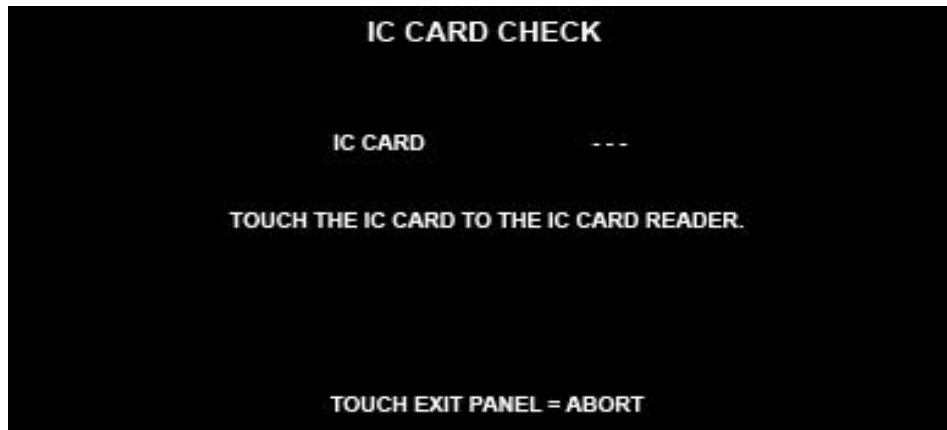 IC CARD CHECK
IC CARD ---
TOUCH THE IC CARD TO THE IC CARD READER.
TOUCH EXIT PANEL = ABORT